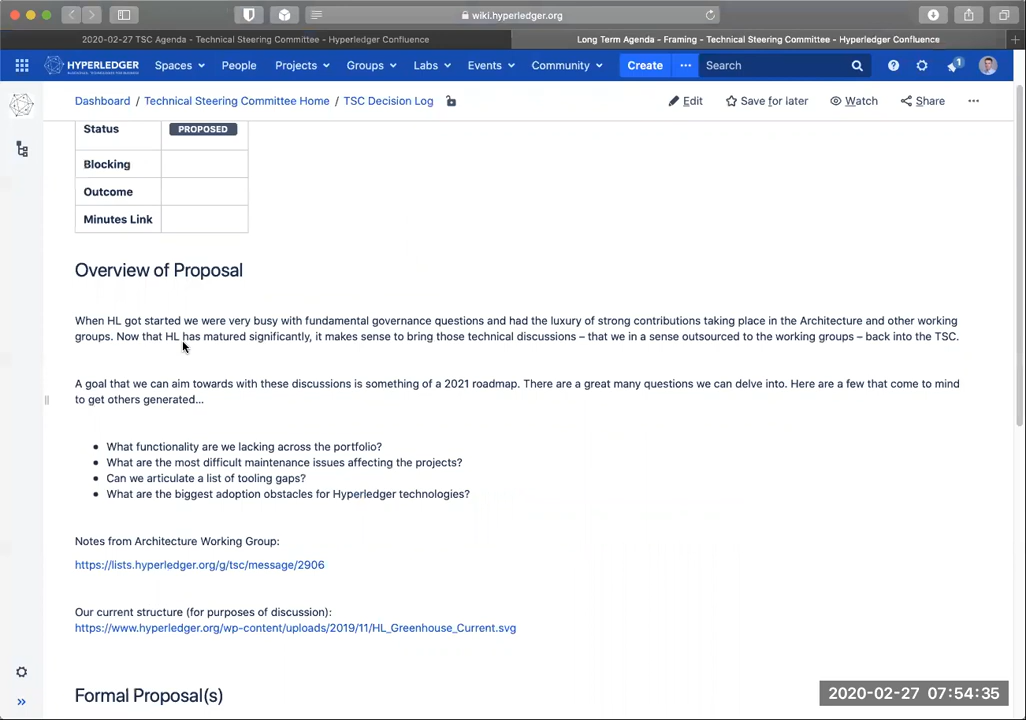 wiki.hyperledger.org
2020-02-27 TSC Agenda - Technical Steering Committee - Hyperledger Confluence
Long Term Agenda - Framing - Technical Steering Committee - Hyperledger Confluence
HYPERLEDGER Spaces People Projects Groups Labs Events Community Create ••• Search 1
Dashboard / Technical Steering Committee Home / TSC Decision Log Edit Save for later Watch Share •••
Status PROPOSED
Blocking
Outcome
Minutes Link
Overview of Proposal
When HL got started we were very busy with fundamental governance questions and had the luxury of strong contributions taking place in the Architecture and other working
groups. Now that HL has matured significantly, it makes sense to bring those technical discussions – that we in a sense outsourced to the working groups – back into the TSC.
A goal that we can aim towards with these discussions is something of a 2021 roadmap. There are a great many questions we can delve into. Here are a few that come to mind
to get others generated...
• What functionality are we lacking across the portfolio?
• What are the most difficult maintenance issues affecting the projects?
• Can we articulate a list of tooling gaps?
• What are the biggest adoption obstacles for Hyperledger technologies?
Notes from Architecture Working Group:
https://lists.hyperledger.org/g/tsc/message/2906
Our current structure (for purposes of discussion):
https://www.hyperledger.org/wp-content/uploads/2019/11/HL_Greenhouse_Current.svg
Formal Proposal(s)
2020-02-27 07:54:35